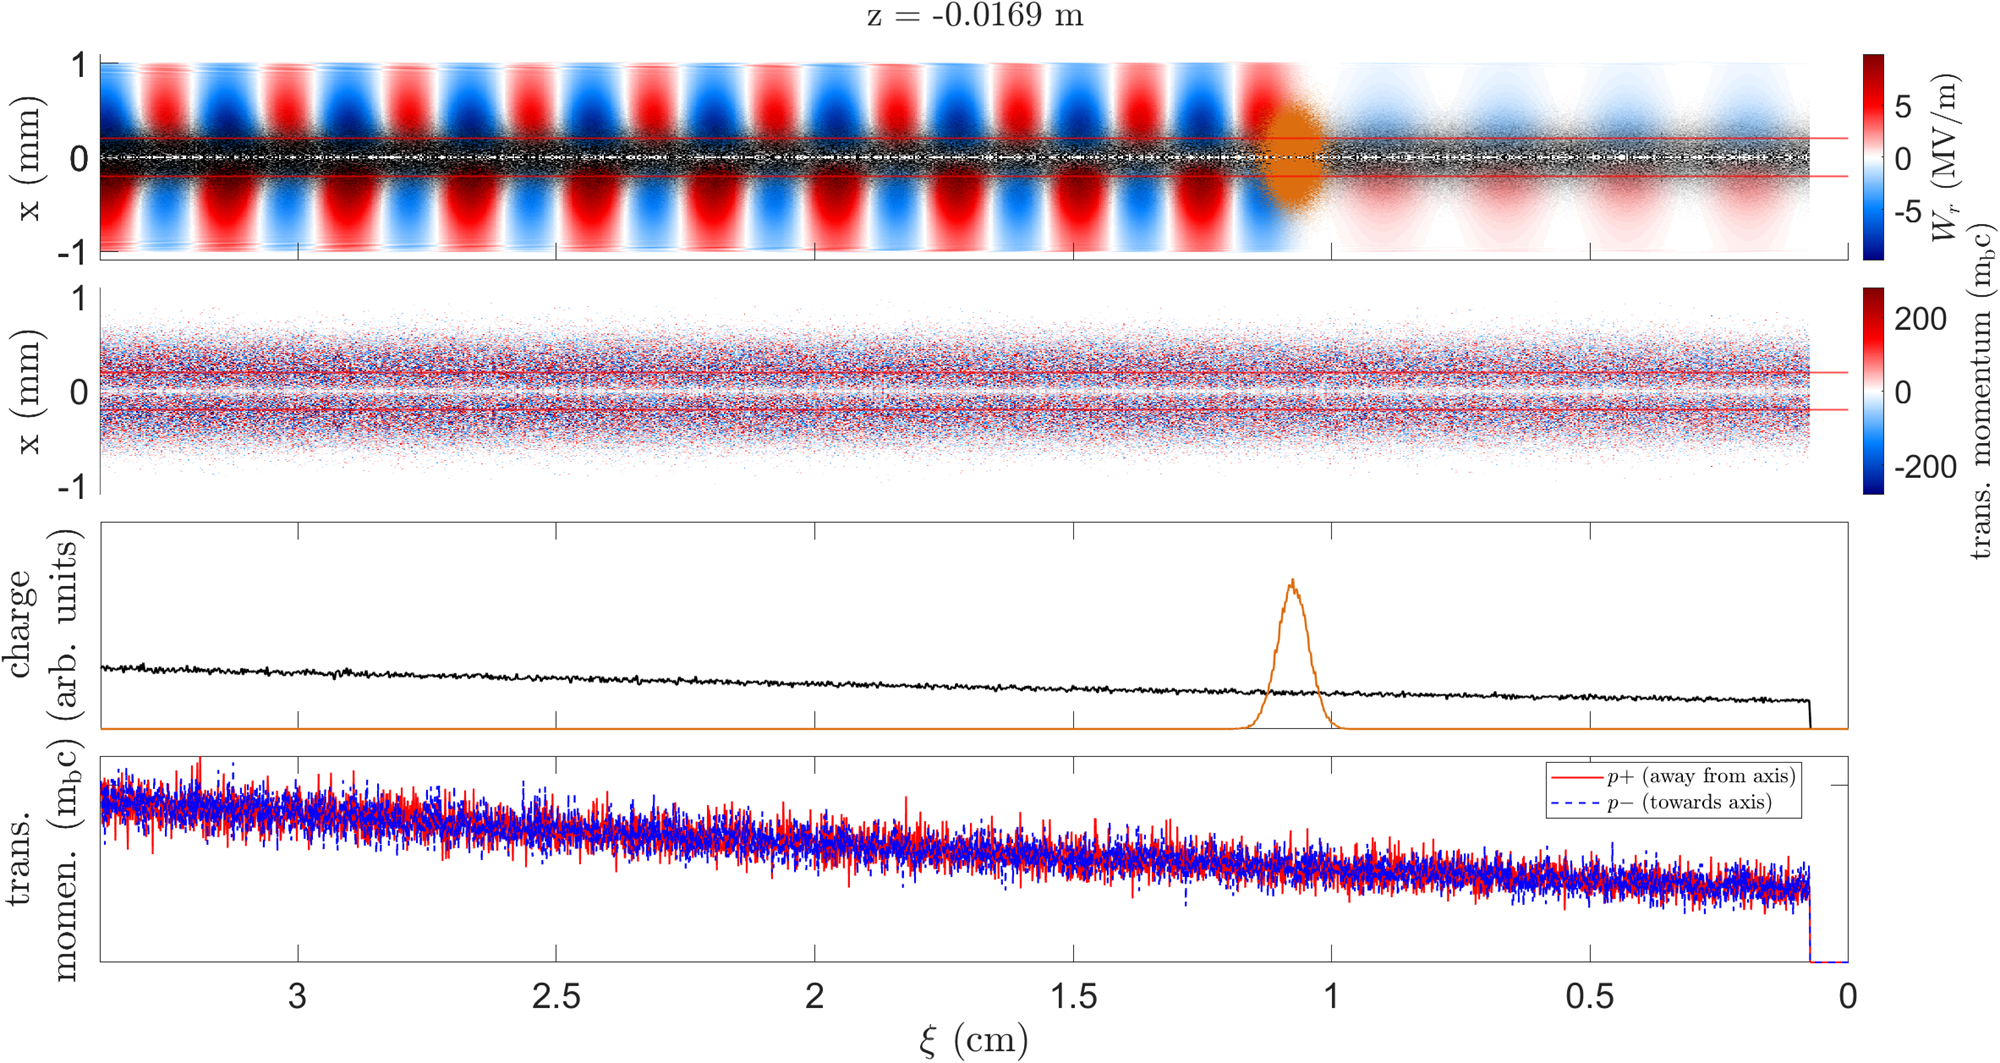 z = -0.0169 m
1
0
-1
x (mm)
5
0
-5
W_r (MV/m)
1
0
-1
x (mm)
200
0
-200
trans. momentum (m_bc)
charge
(arb. units)
trans.
momen. (m_bc)
p+ (away from axis)
p− (towards axis)
3
2.5
2
1.5
1
0.5
0
ξ (cm)